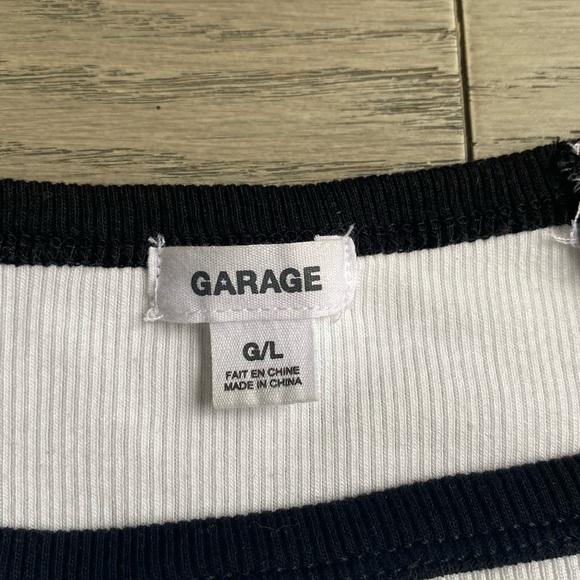 GARAGE
G/L
FAIT EN CHINE
MADE IN CHINA